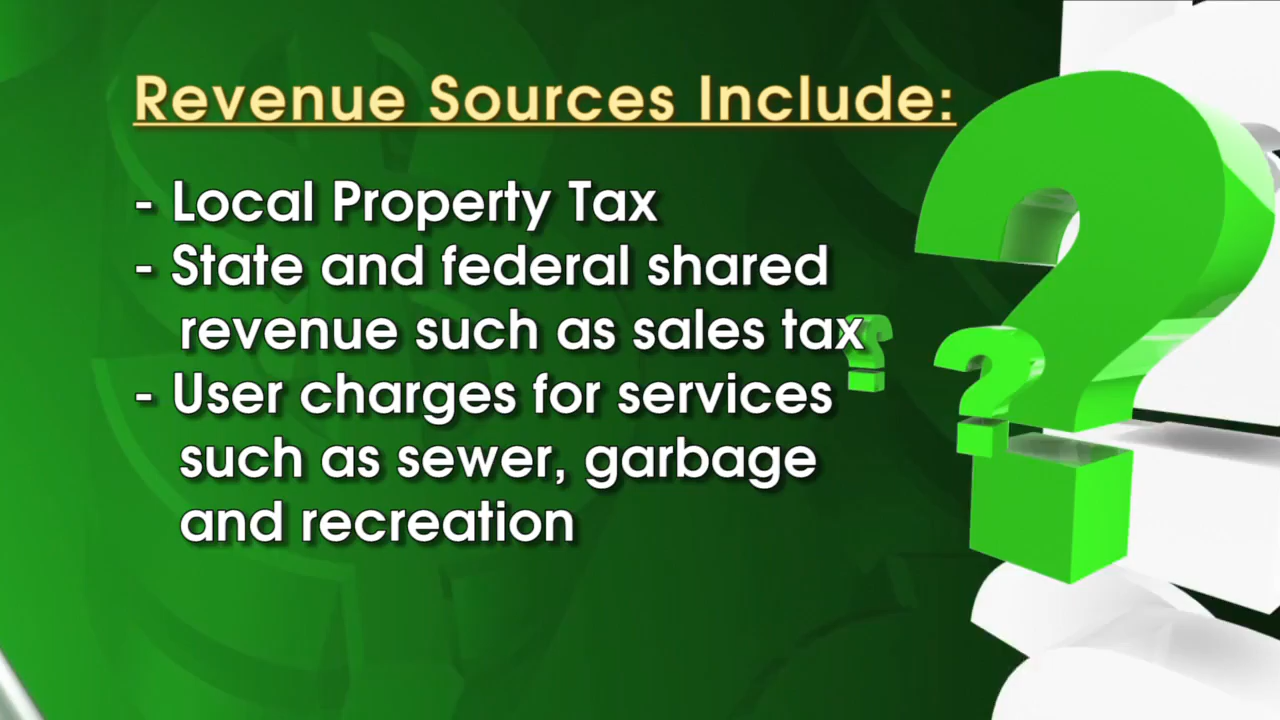 Revenue Sources Include:
- Local Property Tax
- State and federal shared
revenue such as sales tax
- User charges for services
such as sewer, garbage
and recreation